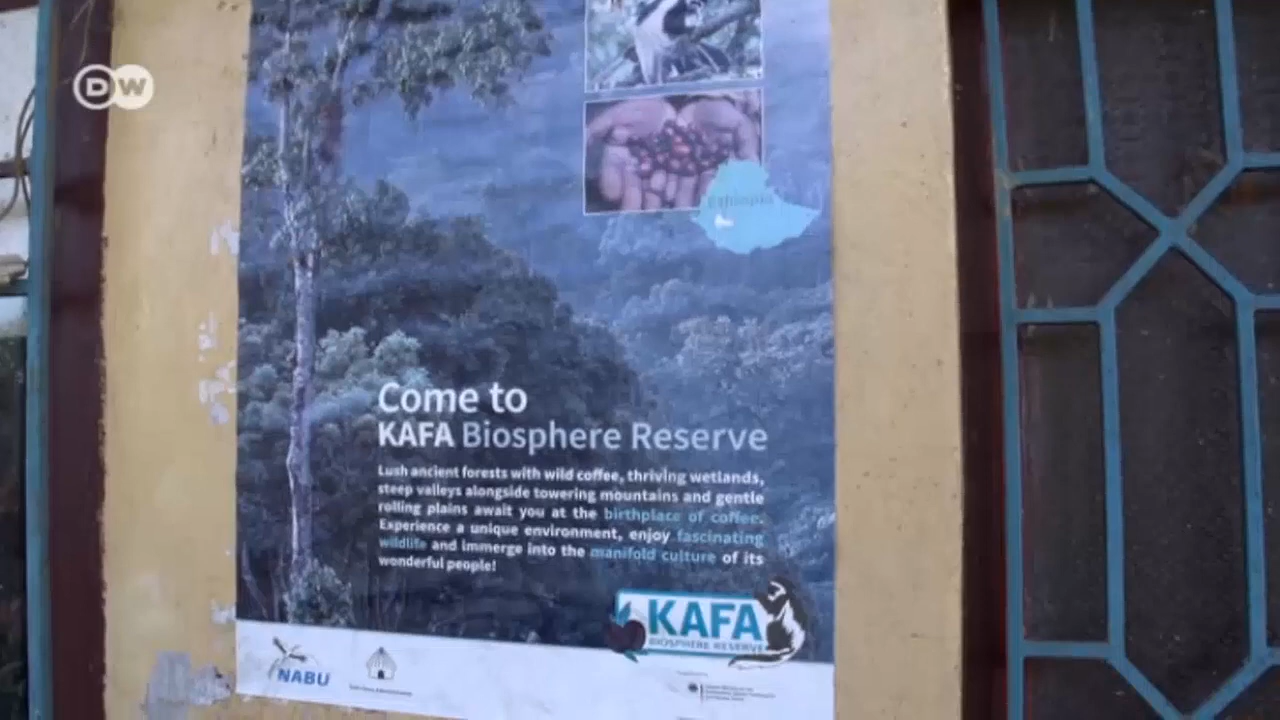 DW
Ethiopia
Come to
KAFA Biosphere Reserve
Lush ancient forests with wild coffee, thriving wetlands,
steep valleys alongside towering mountains and gentle
rolling plains await you at the birthplace of coffee.
Experience a unique environment, enjoy fascinating
wildlife and immerge into the manifold culture of its
wonderful people!
KAFA
BIOSPHERE RESERVE
NABU